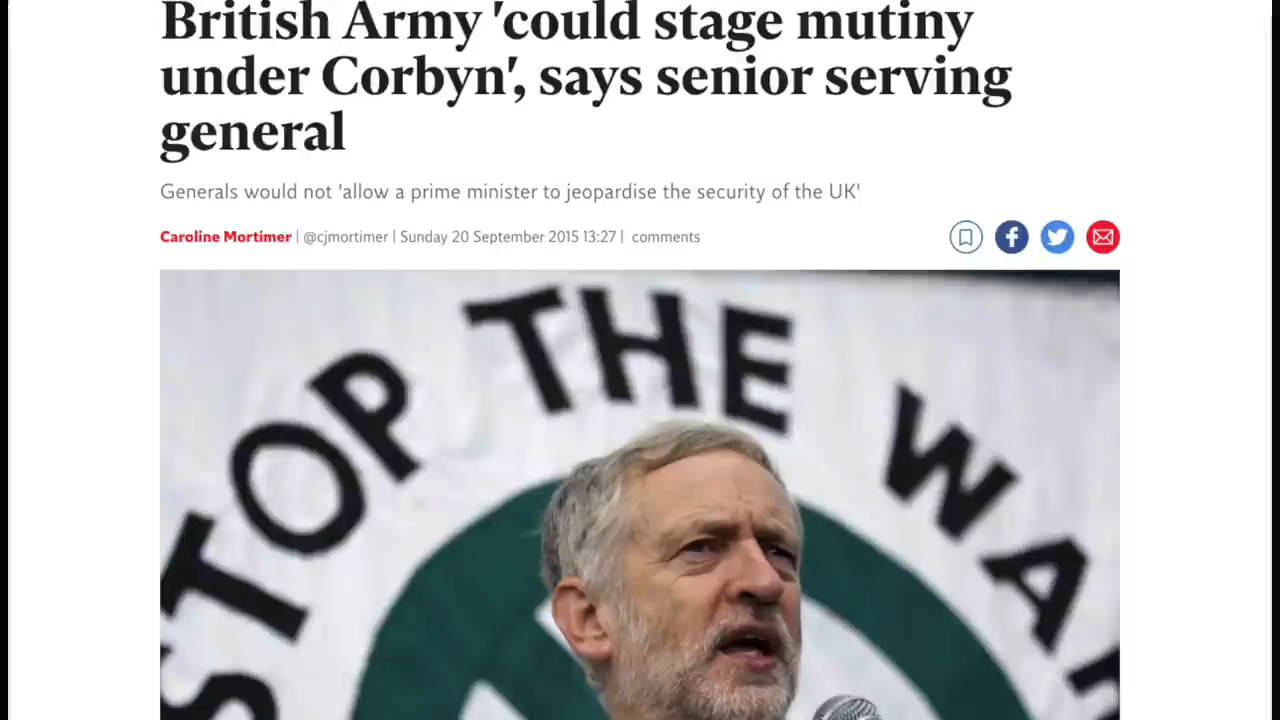 British Army 'could stage mutiny
under Corbyn', says senior serving
general
Generals would not 'allow a prime minister to jeopardise the security of the UK'
Caroline Mortimer | @cjmortimer | Sunday 20 September 2015 13:27 | comments
STOP THE WAR